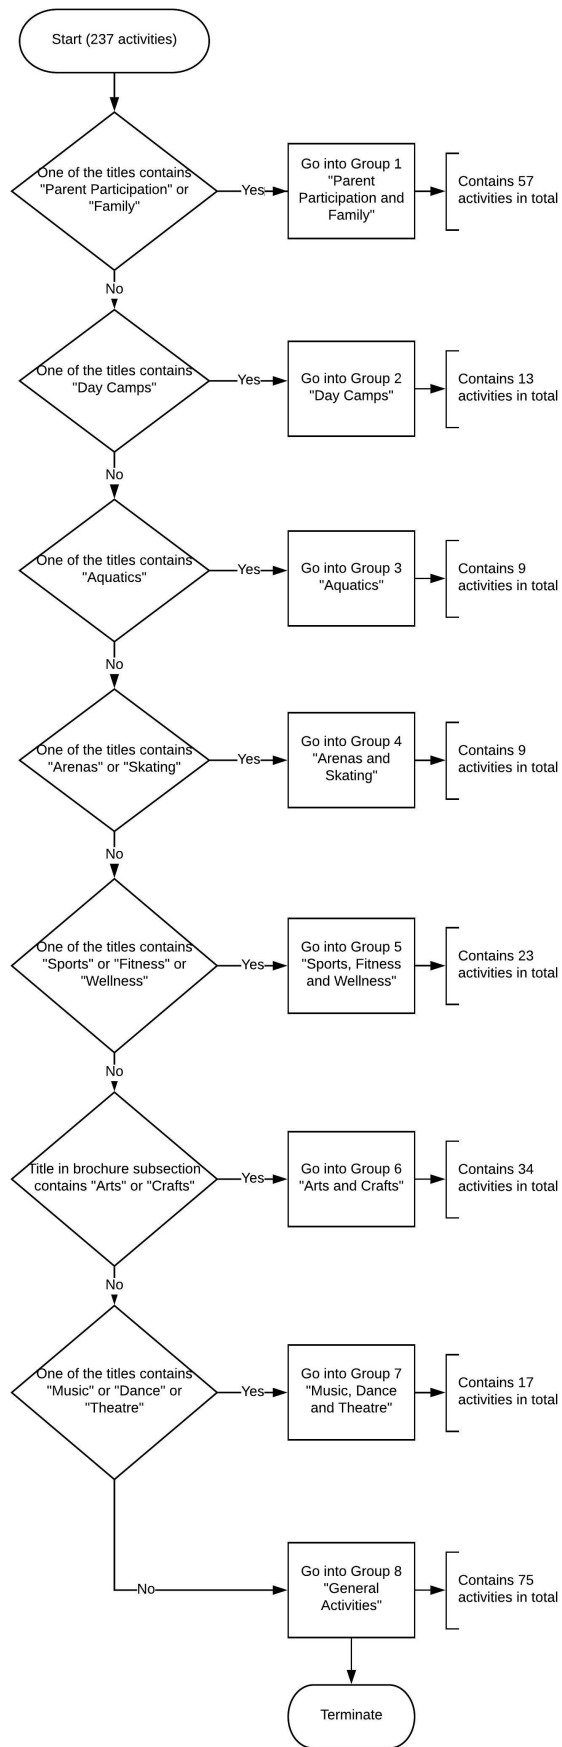 Start (237 activities)
One of the titles contains
"Parent Participation" or
"Family"
Yes
Go into Group 1
"Parent
Participation and
Family"
Contains 57
activities in total
No
One of the titles contains
"Day Camps"
Yes
Go into Group 2
"Day Camps"
Contains 13
activities in total
No
One of the titles contains
"Aquatics"
Yes
Go into Group 3
"Aquatics"
Contains 9
activities in total
No
One of the titles contains
"Arenas" or "Skating"
Yes
Go into Group 4
"Arenas and
Skating"
Contains 9
activities in total
No
One of the titles contains
"Sports" or "Fitness" or
"Wellness"
Yes
Go into Group 5
"Sports, Fitness
and Wellness"
Contains 23
activities in total
No
Title in brochure subsection
contains "Arts" or "Crafts"
Yes
Go into Group 6
"Arts and Crafts"
Contains 34
activities in total
No
One of the titles contains
"Music" or "Dance" or
"Theatre"
Yes
Go into Group 7
"Music, Dance
and Theatre"
Contains 17
activities in total
No
Go into Group 8
"General
Activities"
Contains 75
activities in total
Terminate